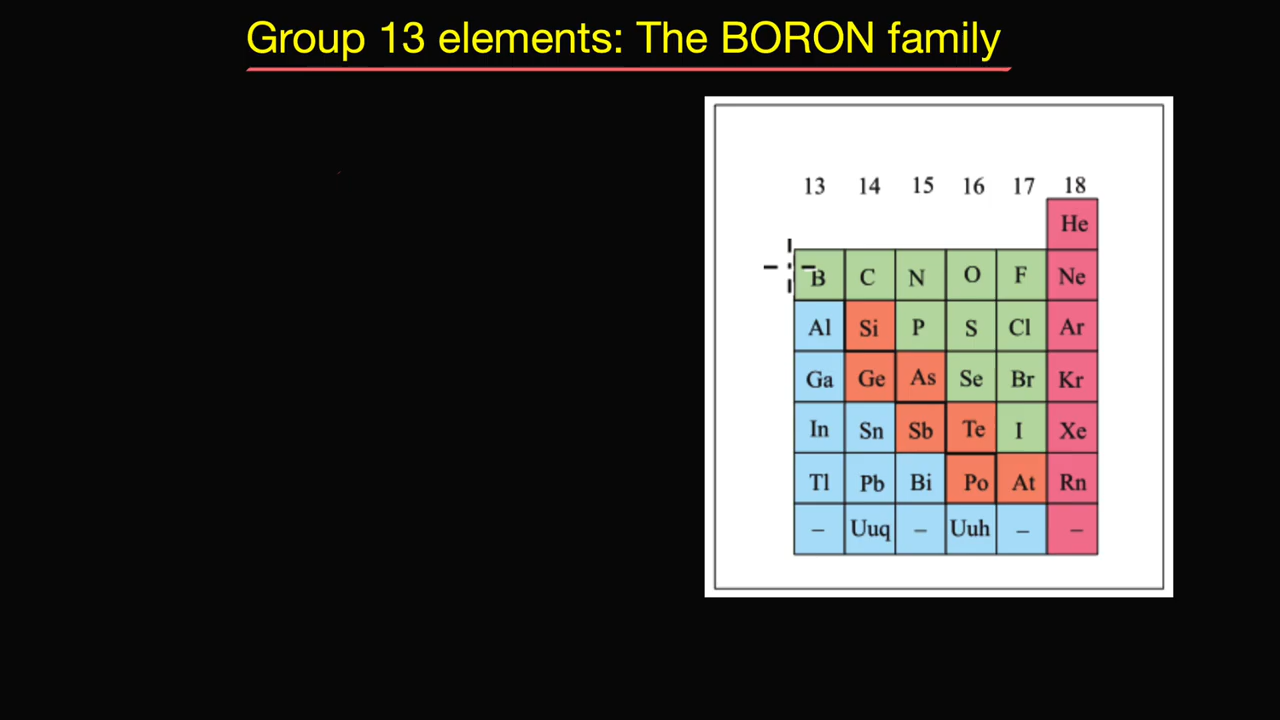 Group 13 elements: The BORON family
13 14 15 16 17 18
He
B C N O F Ne
Al Si P S Cl Ar
Ga Ge As Se Br Kr
In Sn Sb Te I Xe
Tl Pb Bi Po At Rn
– Uuq – Uuh – –